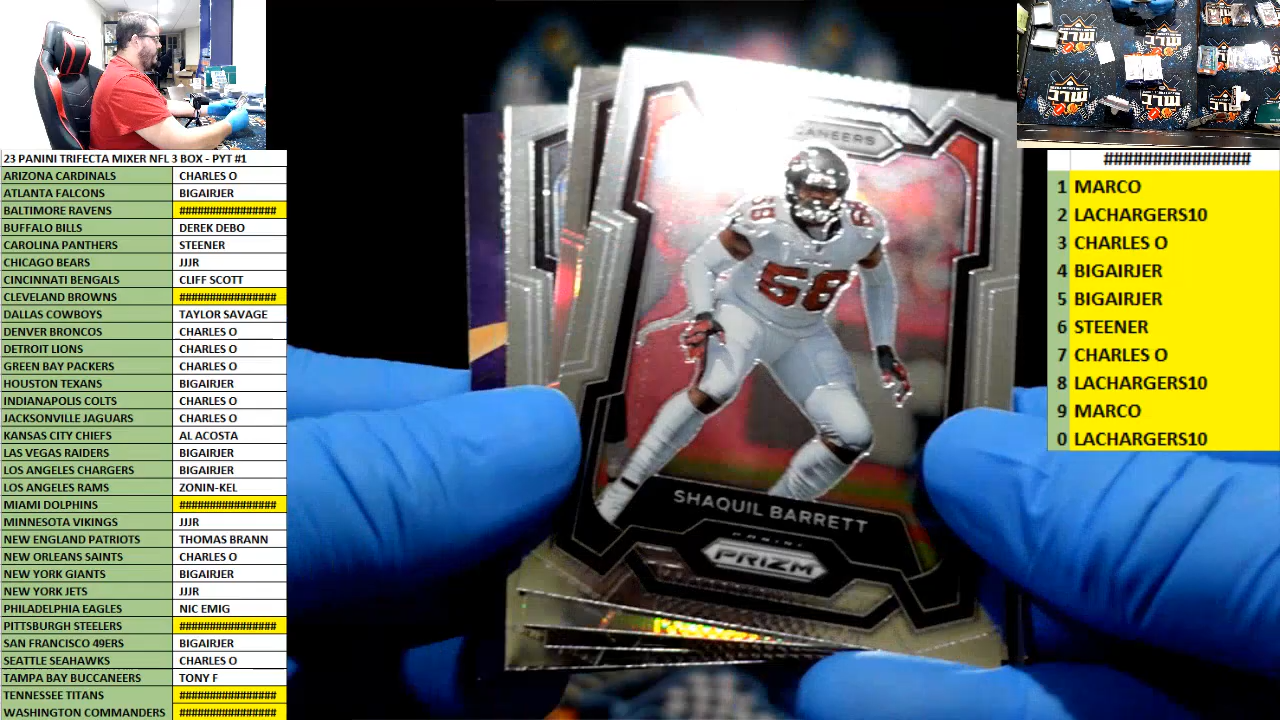 23 PANINI TRIFECTA MIXER NFL 3 BOX - PYT #1
ARIZONA CARDINALS CHARLES O
ATLANTA FALCONS BIGAIRJER
BALTIMORE RAVENS ################
BUFFALO BILLS DEREK DEBO
CAROLINA PANTHERS STEENER
CHICAGO BEARS JJJR
CINCINNATI BENGALS CLIFF SCOTT
CLEVELAND BROWNS ################
DALLAS COWBOYS TAYLOR SAVAGE
DENVER BRONCOS CHARLES O
DETROIT LIONS CHARLES O
GREEN BAY PACKERS CHARLES O
HOUSTON TEXANS BIGAIRJER
INDIANAPOLIS COLTS CHARLES O
JACKSONVILLE JAGUARS CHARLES O
KANSAS CITY CHIEFS AL ACOSTA
LAS VEGAS RAIDERS BIGAIRJER
LOS ANGELES CHARGERS BIGAIRJER
LOS ANGELES RAMS ZONIN-KEL
MIAMI DOLPHINS ################
MINNESOTA VIKINGS JJJR
NEW ENGLAND PATRIOTS THOMAS BRANN
NEW ORLEANS SAINTS CHARLES O
NEW YORK GIANTS BIGAIRJER
NEW YORK JETS JJJR
PHILADELPHIA EAGLES NIC EMIG
PITTSBURGH STEELERS ################
SAN FRANCISCO 49ERS BIGAIRJER
SEATTLE SEAHAWKS CHARLES O
TAMPA BAY BUCCANEERS TONY F
TENNESSEE TITANS ################
WASHINGTON COMMANDERS ################
CANEERS
58
58
SHAQUIL BARRETT
PANINI
PRIZM
################
1 MARCO
2 LACHARGERS10
3 CHARLES O
4 BIGAIRJER
5 BIGAIRJER
6 STEENER
7 CHARLES O
8 LACHARGERS10
9 MARCO
0 LACHARGERS10